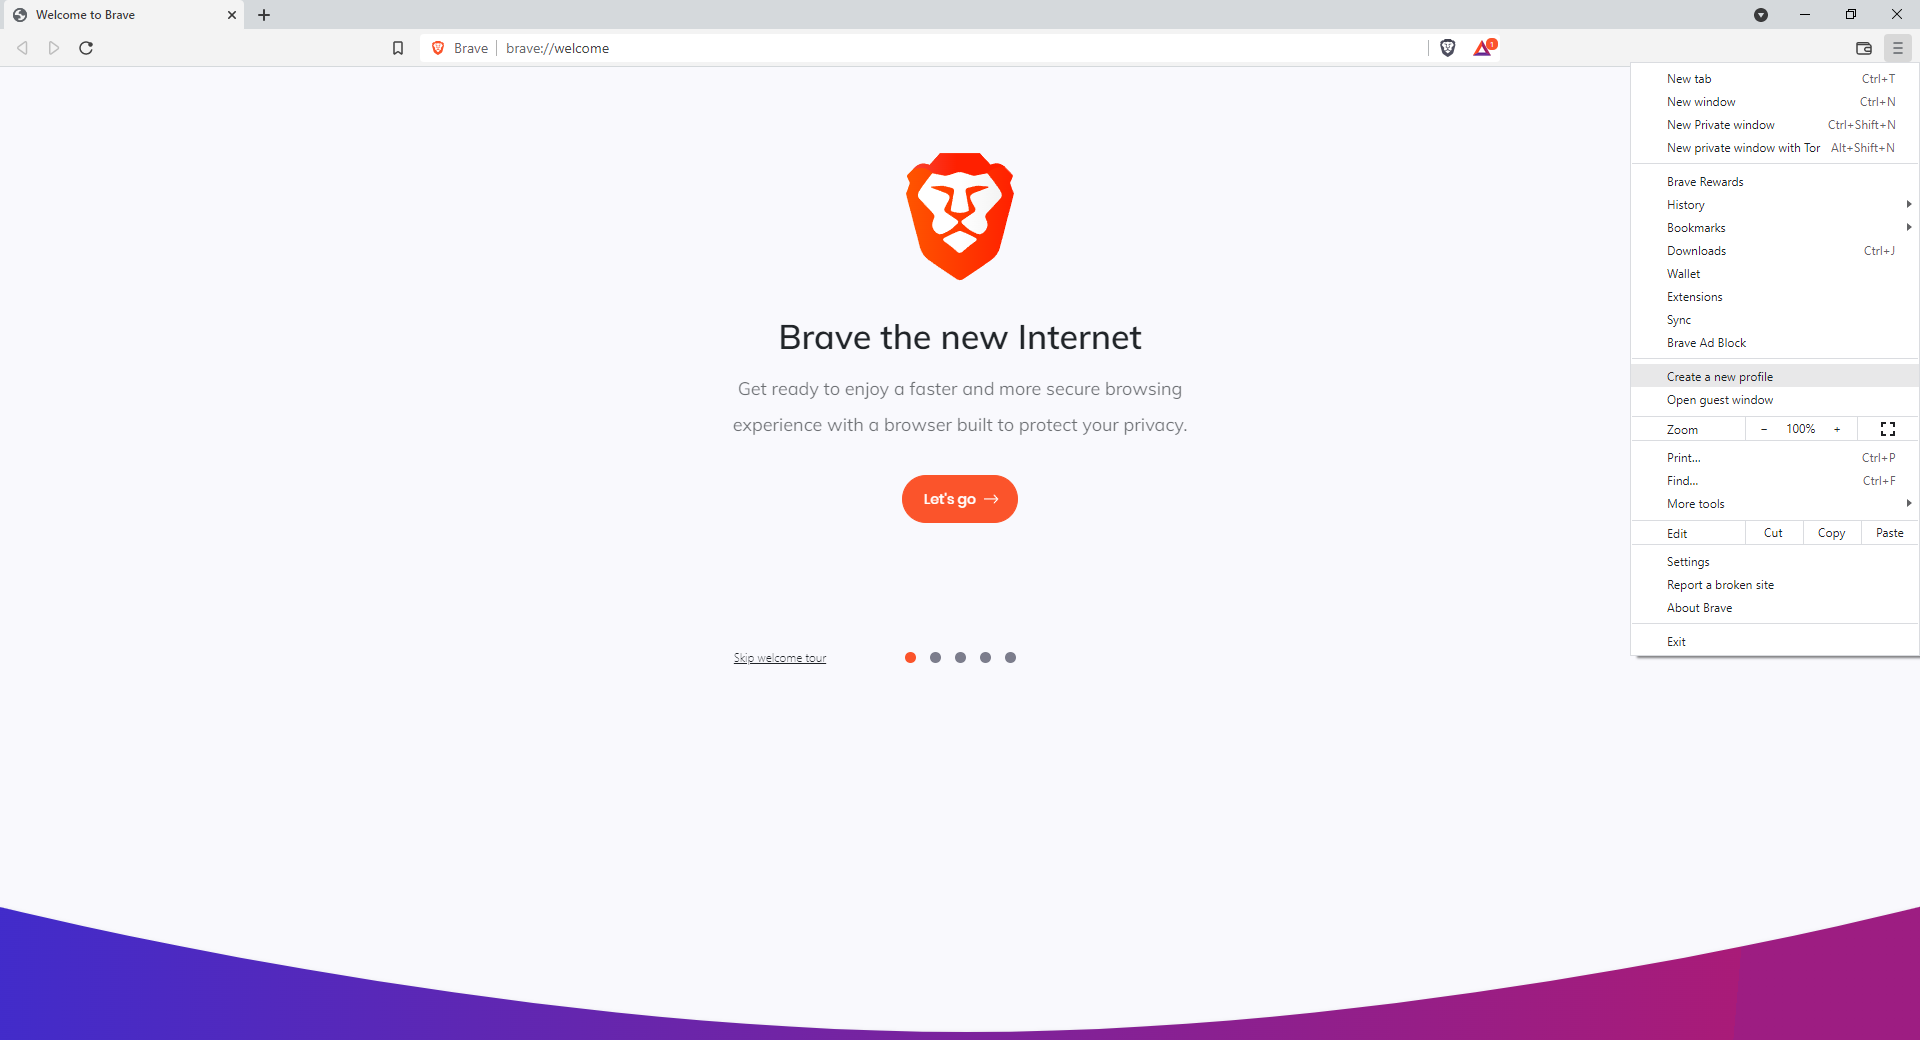 Welcome to Brave
Brave
brave://welcome
1
New tab Ctrl+T
New window Ctrl+N
New Private window Ctrl+Shift+N
New private window with Tor Alt+Shift+N
Brave Rewards
History
Bookmarks
Downloads Ctrl+J
Wallet
Extensions
Sync
Brave Ad Block
Create a new profile
Open guest window
Zoom − 100% +
Print... Ctrl+P
Find... Ctrl+F
More tools
Edit Cut Copy Paste
Settings
Report a broken site
About Brave
Exit
Brave the new Internet
Get ready to enjoy a faster and more secure browsing
experience with a browser built to protect your privacy.
Let's go →
Skip welcome tour